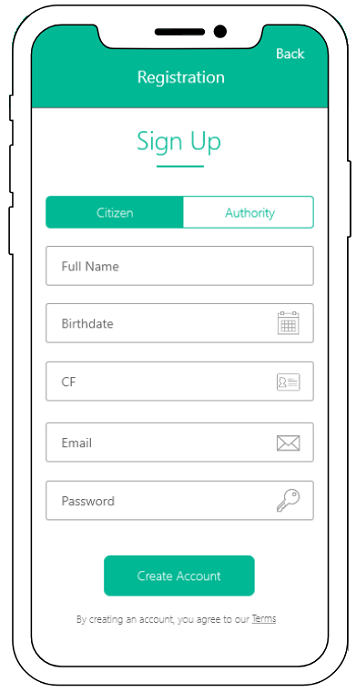 Back
Registration
Sign Up
Citizen Authority
Full Name
Birthdate
CF
Email
Password
Create Account
By creating an account, you agree to our Terms